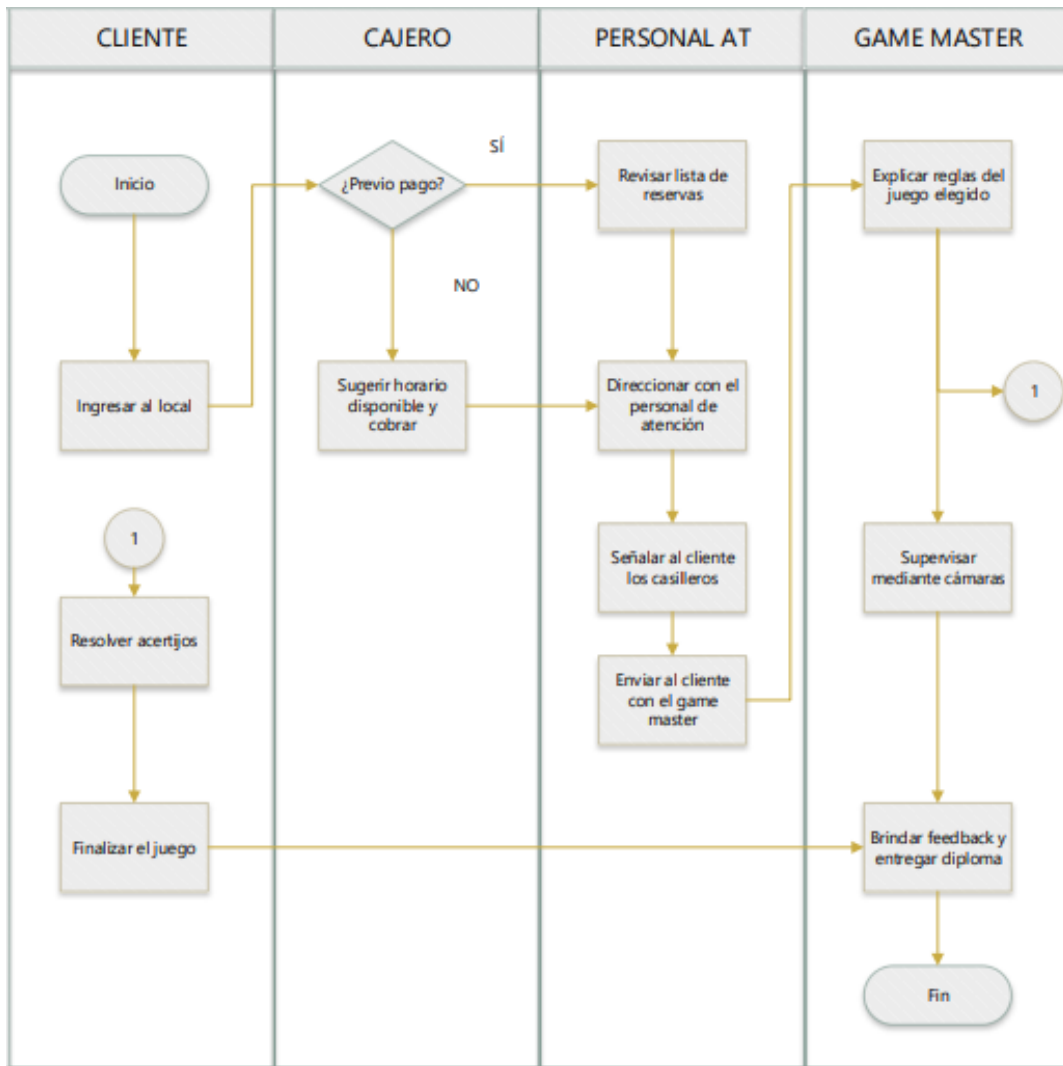 CLIENTE
CAJERO
PERSONAL AT
GAME MASTER
Inicio
¿Previo pago?
SÍ
Revisar lista de
reservas
Explicar reglas del
juego elegido
NO
Ingresar al local
Sugerir horario
disponible y
cobrar
Direccionar con el
personal de
atención
1
1
Señalar al cliente
los casilleros
Supervisar
mediante cámaras
Resolver acertijos
Enviar al cliente
con el game
master
Finalizar el juego
Brindar feedback y
entregar diploma
Fin